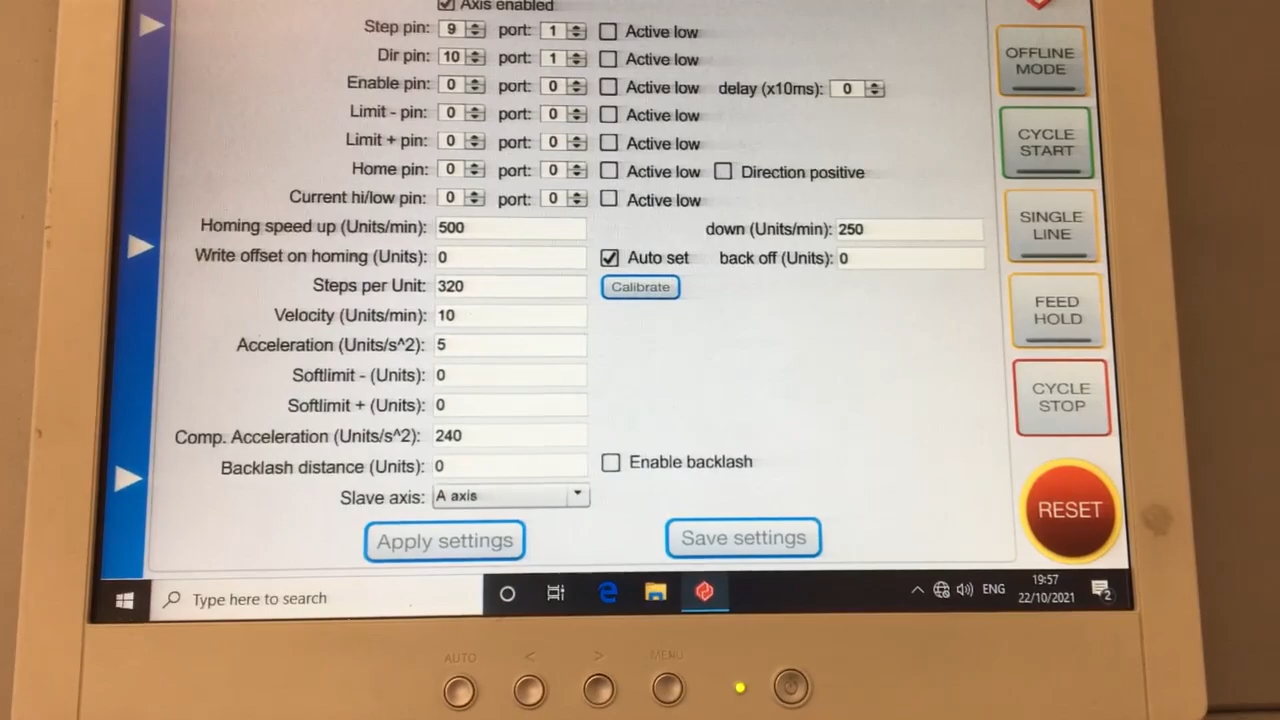 Axis enabled
Step pin: 9 port: 1 Active low
Dir pin: 10 port: 1 Active low
Enable pin: 0 port: 0 Active low delay (x10ms): 0
Limit - pin: 0 port: 0 Active low
Limit + pin: 0 port: 0 Active low
Home pin: 0 port: 0 Active low Direction positive
Current hi/low pin: 0 port: 0 Active low
Homing speed up (Units/min): 500 down (Units/min): 250
Write offset on homing (Units): 0 Auto set back off (Units): 0
Steps per Unit: 320 Calibrate
Velocity (Units/min): 10
Acceleration (Units/s^2): 5
Softlimit - (Units): 0
Softlimit + (Units): 0
Comp. Acceleration (Units/s^2): 240
Backlash distance (Units): 0 Enable backlash
Slave axis: A axis
Apply settings Save settings
OFFLINE
MODE
CYCLE
START
SINGLE
LINE
FEED
HOLD
CYCLE
STOP
RESET
Type here to search
ENG
19:57
22/10/2021
2
AUTO < > MENU